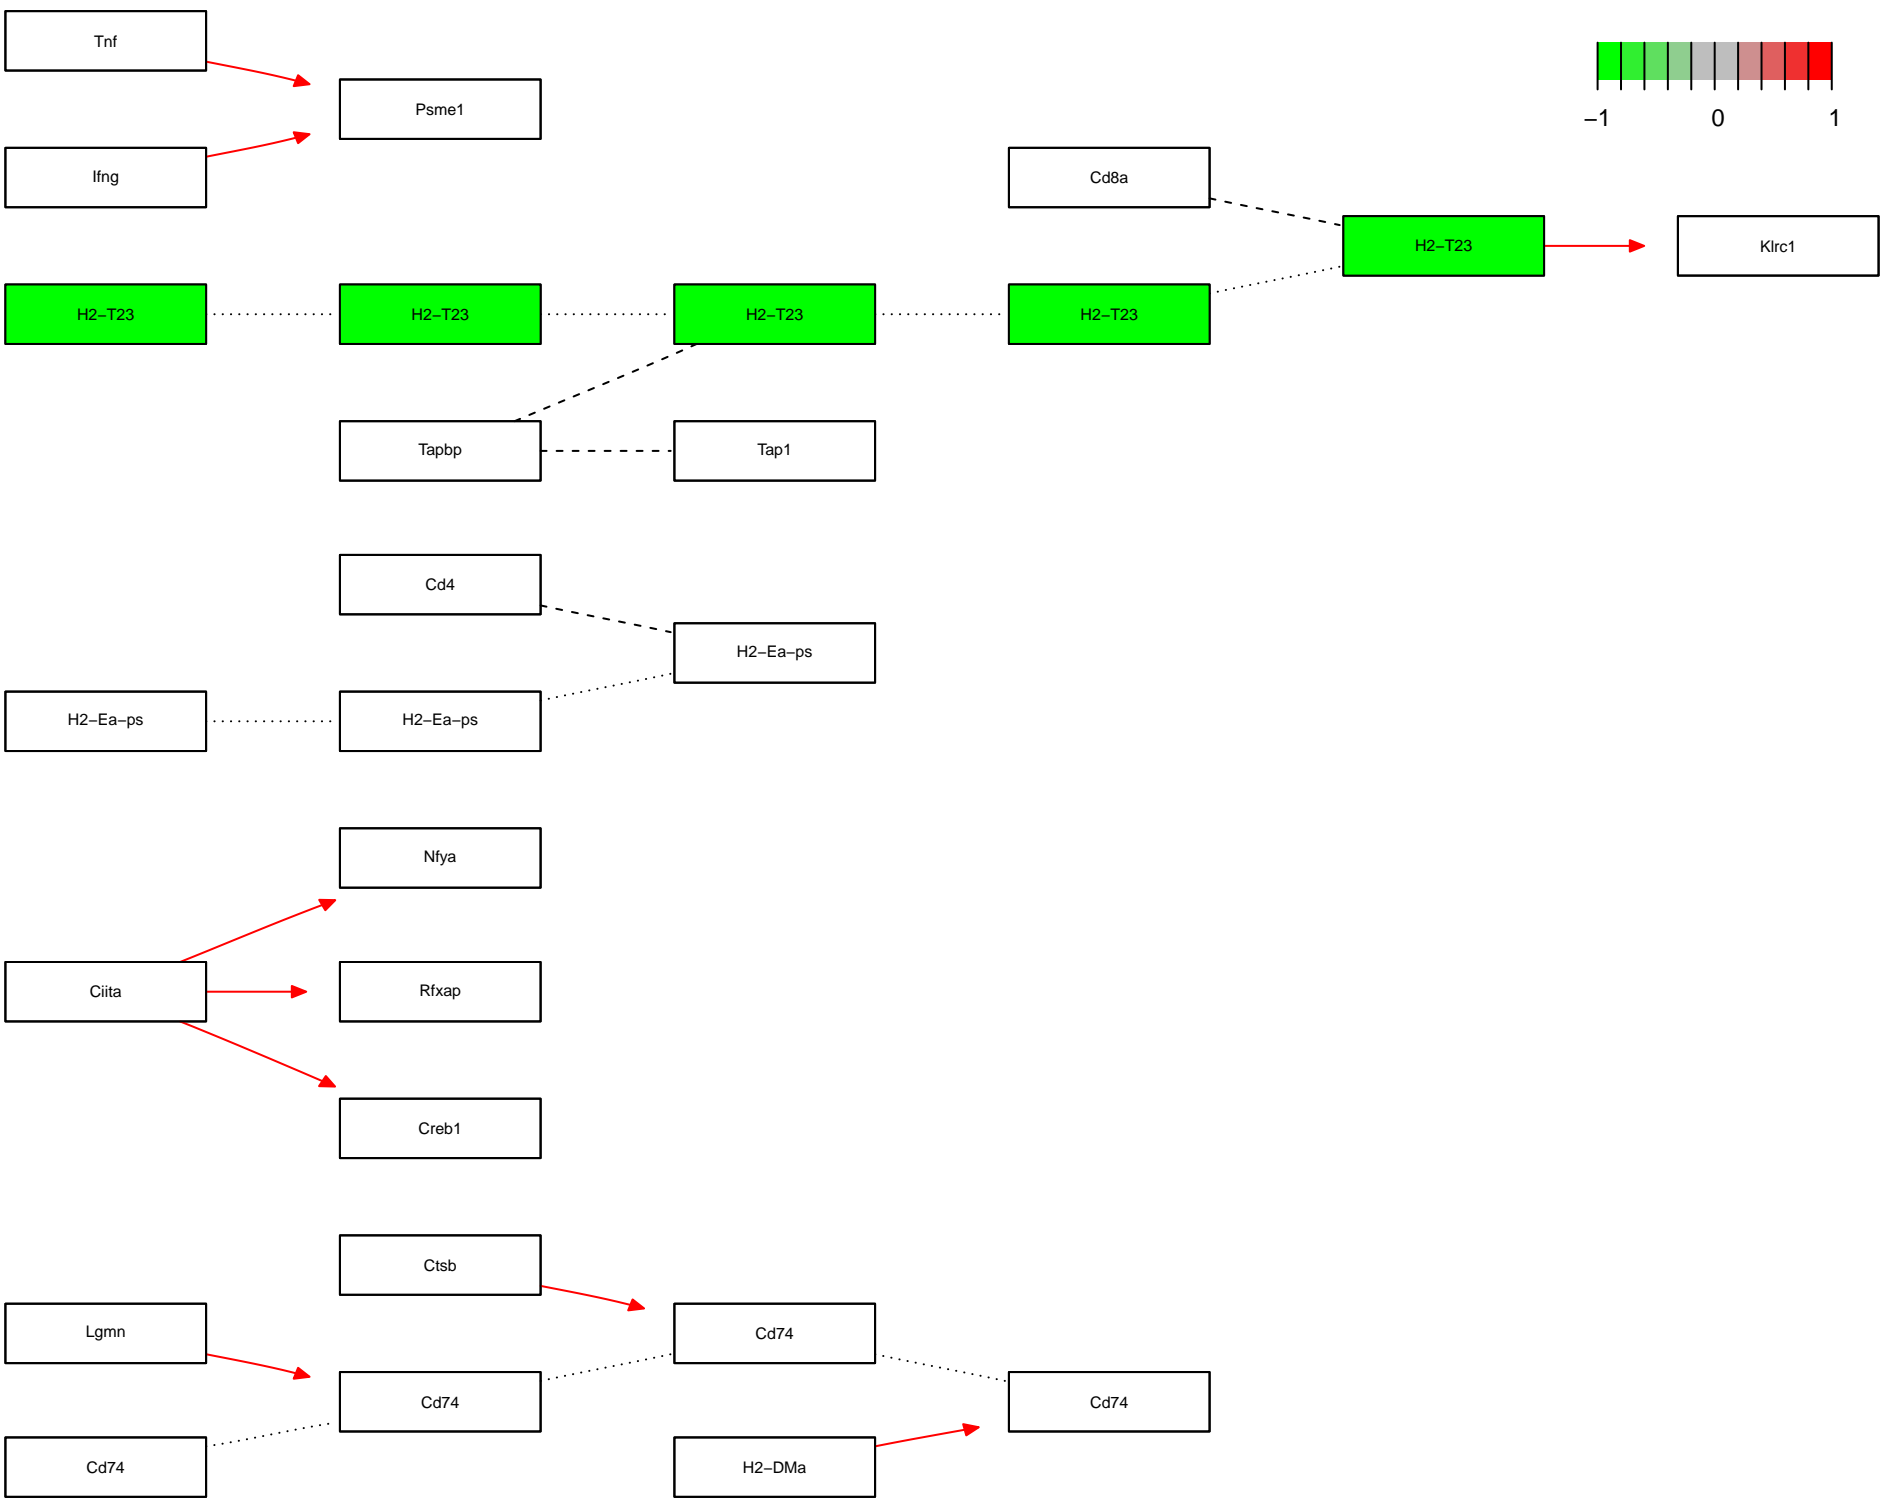 Tnf
Psme1
−1 0 1
Ifng
Cd8a
H2−T23
Klrc1
H2−T23
H2−T23
H2−T23
H2−T23
Tapbp
Tap1
Cd4
H2−Ea−ps
H2−Ea−ps
H2−Ea−ps
Nfya
Ciita
Rfxap
Creb1
Ctsb
Lgmn
Cd74
Cd74
Cd74
Cd74
H2−DMa